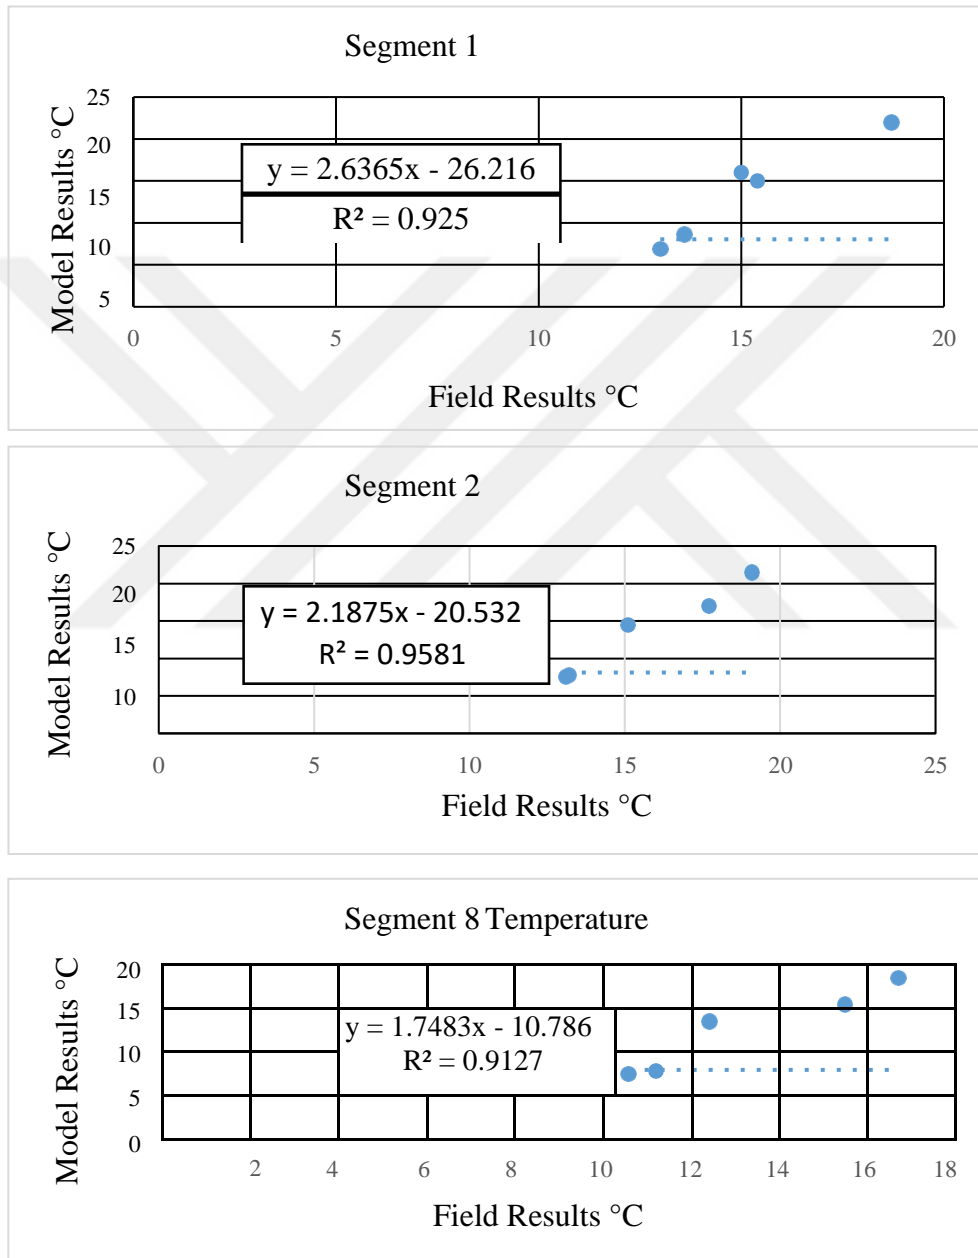 Segment 1
Model Results °C
25
20
15
10
5
y = 2.6365x - 26.216
R² = 0.925
0 5 10 15 20
Field Results °C
Segment 2
Model Results °C
25
20
15
10
y = 2.1875x - 20.532
R² = 0.9581
0 5 10 15 20 25
Field Results °C
Segment 8 Temperature
Model Results °C
20
15
10
5
0
y = 1.7483x - 10.786
R² = 0.9127
2 4 6 8 10 12 14 16 18
Field Results °C